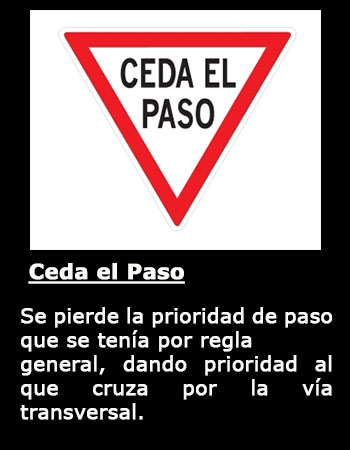 CEDA EL
PASO
Ceda el Paso
Se pierde la prioridad de paso
que se tenía por regla
general, dando prioridad al
que cruza por la vía
transversal.